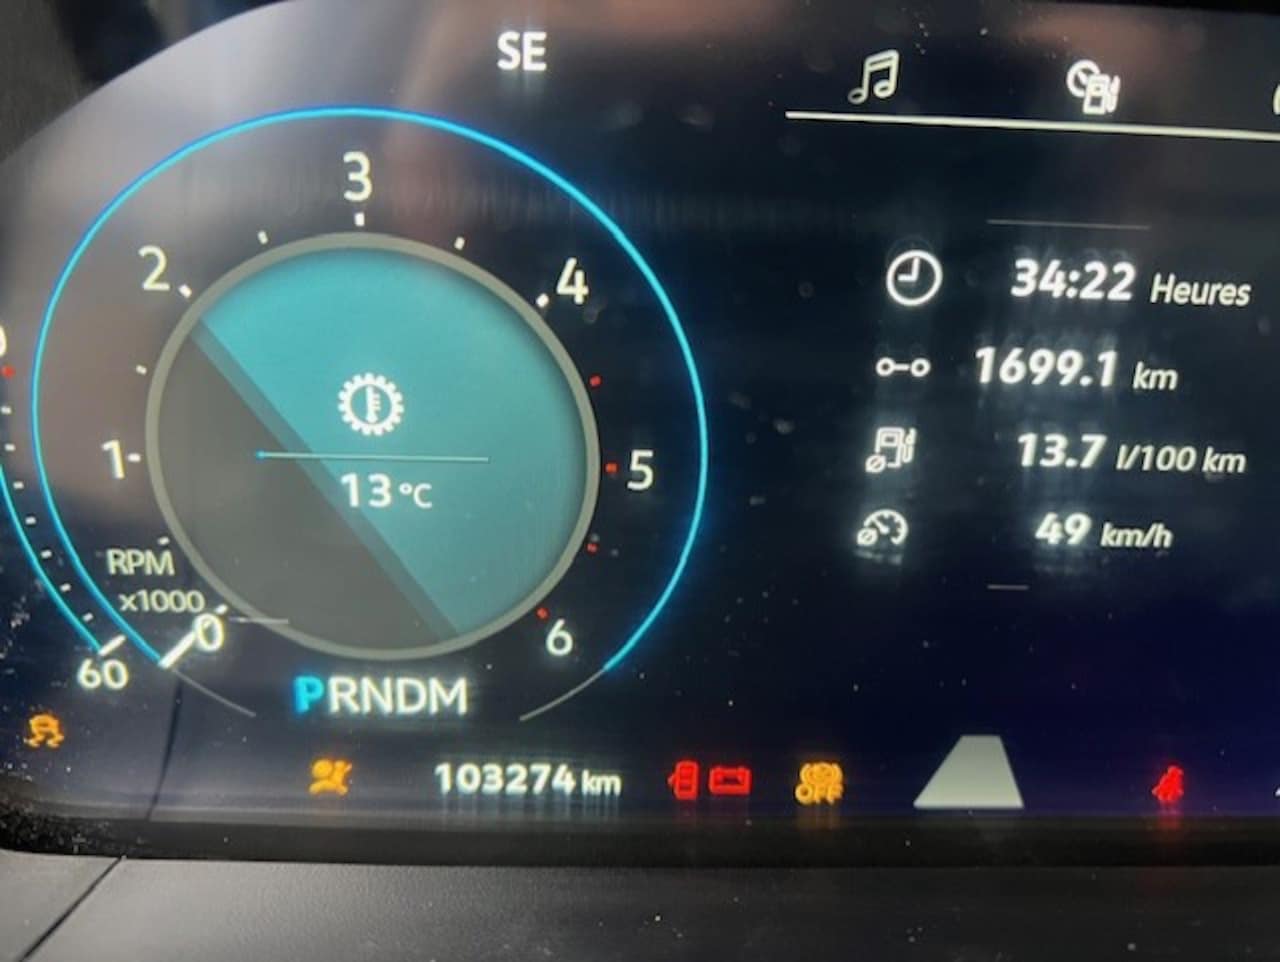 SE
3
2
4
1
5
6
0
60
RPM
x1000
13 °C
PRNDM
103274 km
OFF
34:22 Heures
1699.1 km
13.7 l/100 km
49 km/h